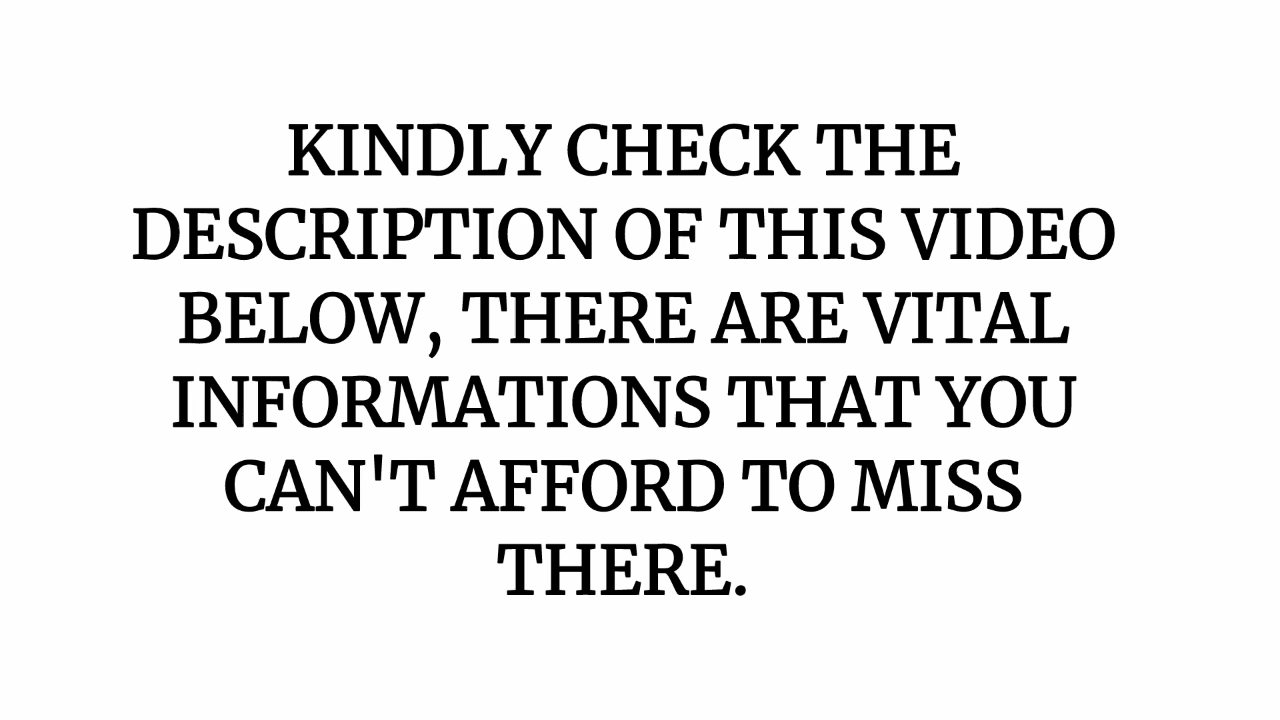 KINDLY CHECK THE
DESCRIPTION OF THIS VIDEO
BELOW, THERE ARE VITAL
INFORMATIONS THAT YOU
CAN'T AFFORD TO MISS
THERE.